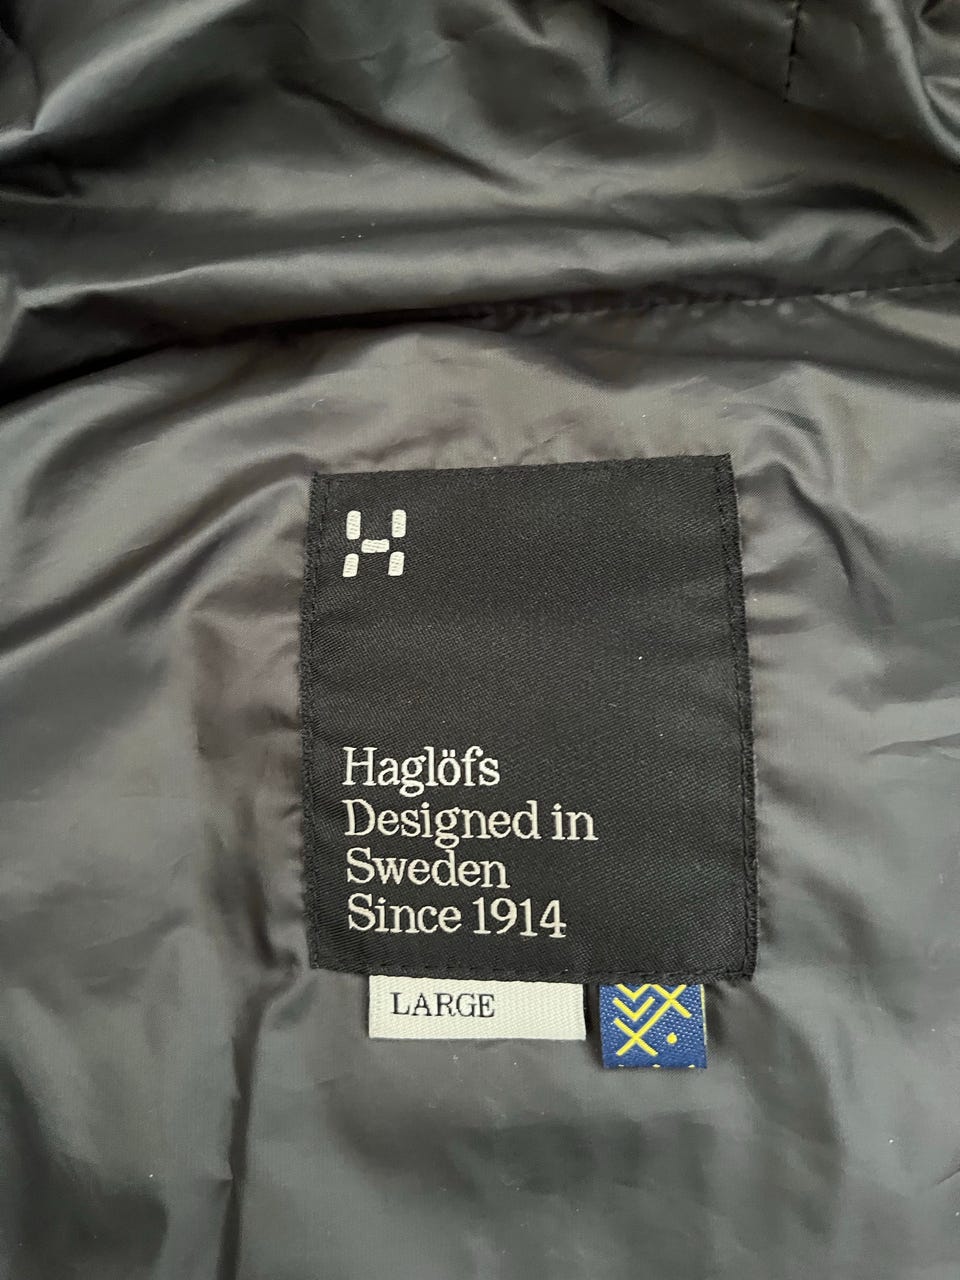 H
Haglöfs
Designed in
Sweden
Since 1914
LARGE